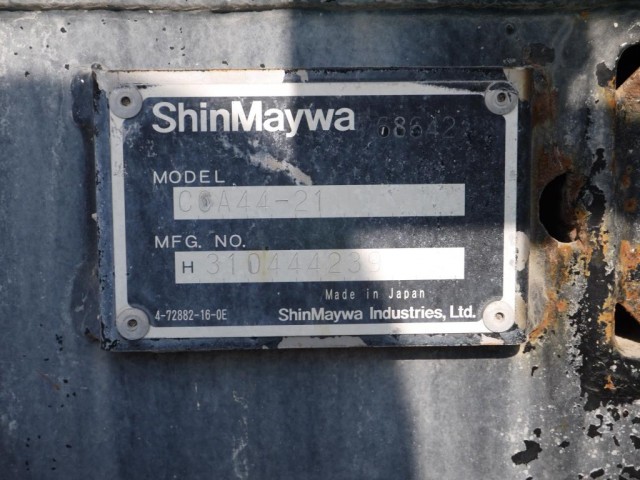 ShinMaywa
MODEL
MFG. NO.
H 310444239
Made in Japan
4-72882-16-0E ShinMaywa Industries, Ltd.